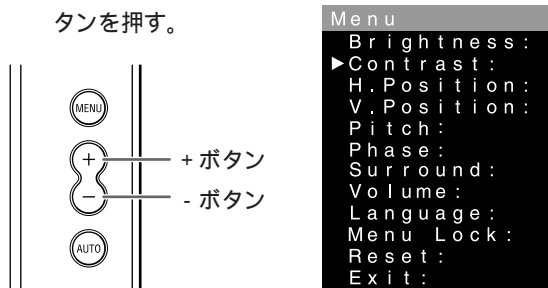 タンを押す。
MENU
+
+ ボタン
−
- ボタン
AUTO
Menu
Brightness:
▶Contrast:
H.Position:
V.Position:
Pitch:
Phase:
Surround:
Volume:
Language:
Menu Lock:
Reset:
Exit: